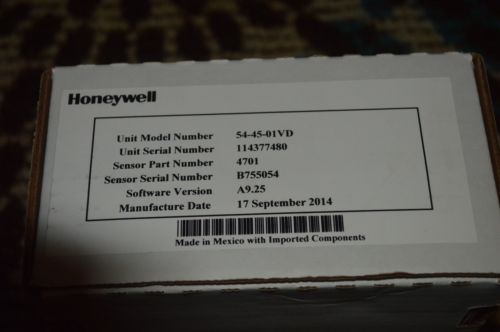 Honeywell
Unit Model Number 54-45-01VD
Unit Serial Number 114377480
Sensor Part Number 4701
Sensor Serial Number B755054
Software Version A9.25
Manufacture Date 17 September 2014
Made in Mexico with Imported Components